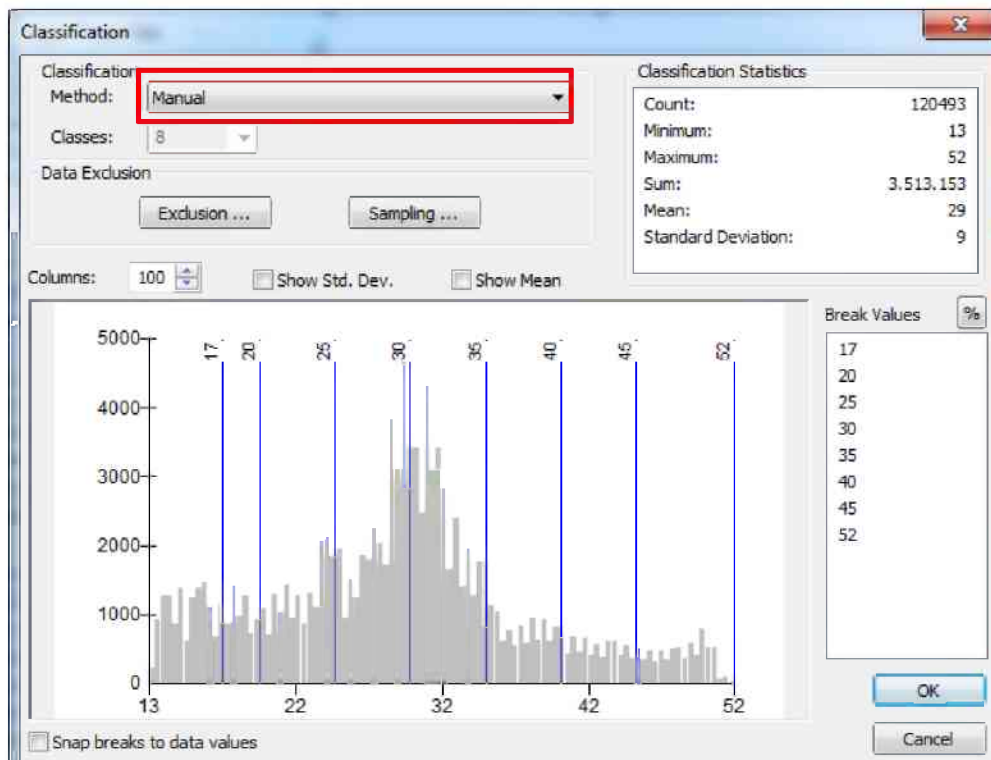 Classification
Classification
Method: Manual
Classes: 8
Data Exclusion
Exclusion ...
Sampling ...
Classification Statistics
Count: 120493
Minimum: 13
Maximum: 52
Sum: 3.513.153
Mean: 29
Standard Deviation: 9
Columns: 100
Show Std. Dev.
Show Mean
Break Values
%
17
20
25
30
35
40
45
52
5000
4000
3000
2000
1000
0
17
20
25
30
35
40
45
52
13
22
32
42
52
Snap breaks to data values
OK
Cancel